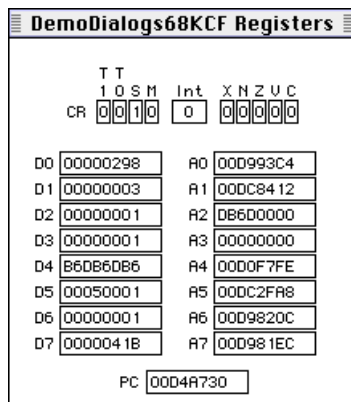 DemoDialogs68KCF Registers
T T
1 0 S M Int X N Z V C
CR 0 0 1 0 0 0 0 0 0 0
D0 00000298 A0 00D993C4
D1 00000003 A1 00DC8412
D2 00000001 A2 DB6D0000
D3 00000001 A3 00000000
D4 B6DB6DB6 A4 00D0F7FE
D5 00050001 A5 00DC2FA8
D6 00000001 A6 00D9820C
D7 0000041B A7 00D981EC
PC 00D4A730